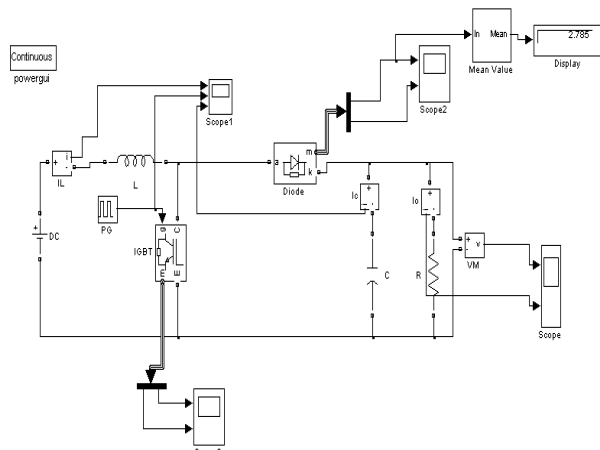 Continuous
powergui
In Mean
Mean Value
2.785
Display
Scope2
Scope1
i
+
-
IL
L
a
m
k
Diode
+
DC
PG
g
C
m
E
IGBT
i
+
-
Ic
C
i
+
-
Io
R
+
-
v
VM
Scope